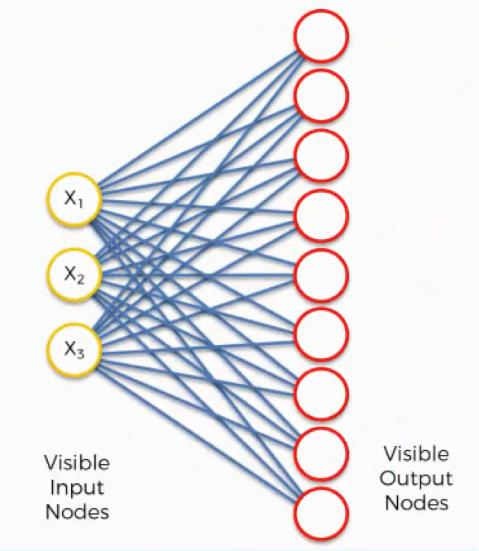 X₁
X₂
X₃
Visible
Input
Nodes
Visible
Output
Nodes